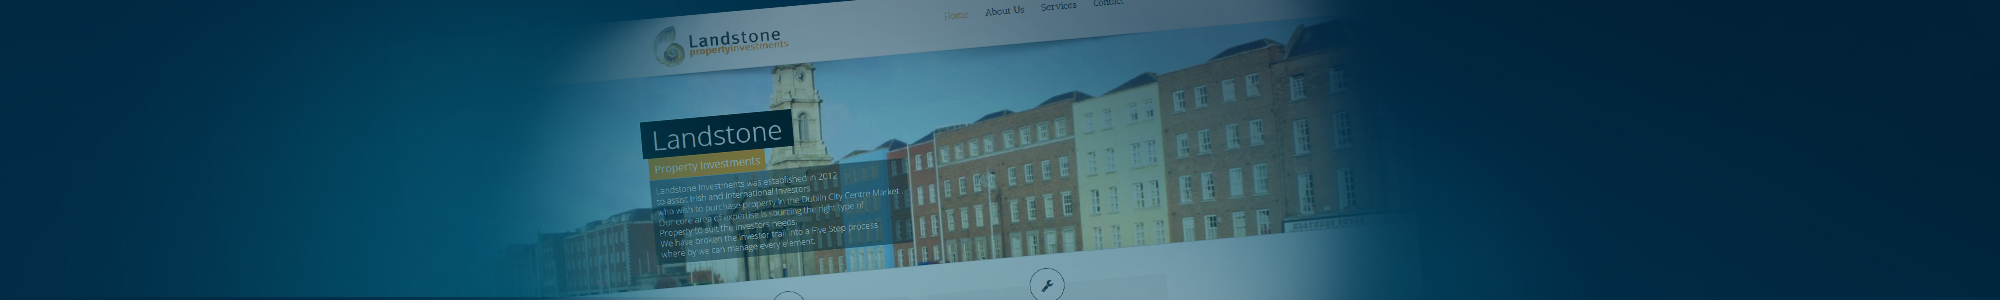 Home About Us Services Contact
Landstone
propertyinvestments
Landstone
Property Investments
Landstone Investments was established in 2012
to assist Irish and International Investors
who wish to purchase property in the Dublin City Centre Market.
Our core area of expertise is sourcing the right type of
Property to suit the investors needs.
We have broken the investor trail into a Five Step process
where by we can manage every element.